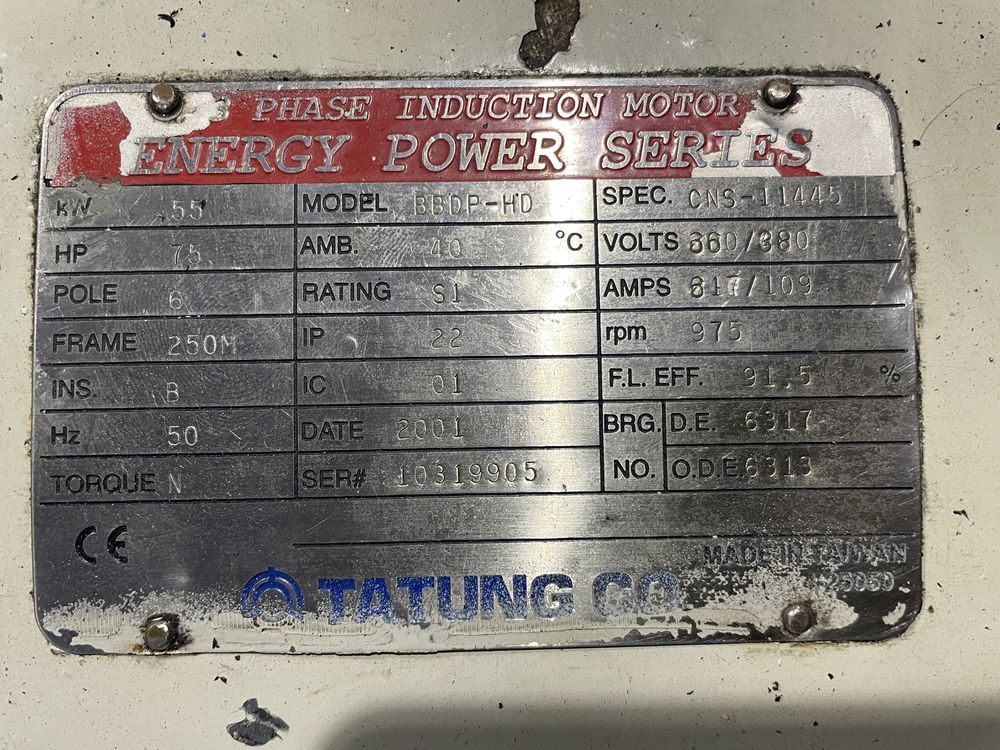 3 PHASE INDUCTION MOTOR
ENERGY POWER SERIES
KW 55 MODEL BBDP-HD SPEC. CNS-11445
HP 75 AMB. 40 °C VOLTS 660/380
POLE 6 RATING S1 AMPS /109
FRAME 250M IP 22 rpm 975
INS. B IC 01 F.L. EFF. 91.5 %
Hz 50 DATE 2001 BRG. D.E. 6317
TORQUE N SER# 10319905 NO. O.D.E. 6313
CE
MADE IN TAIWAN
TATUNG CO.